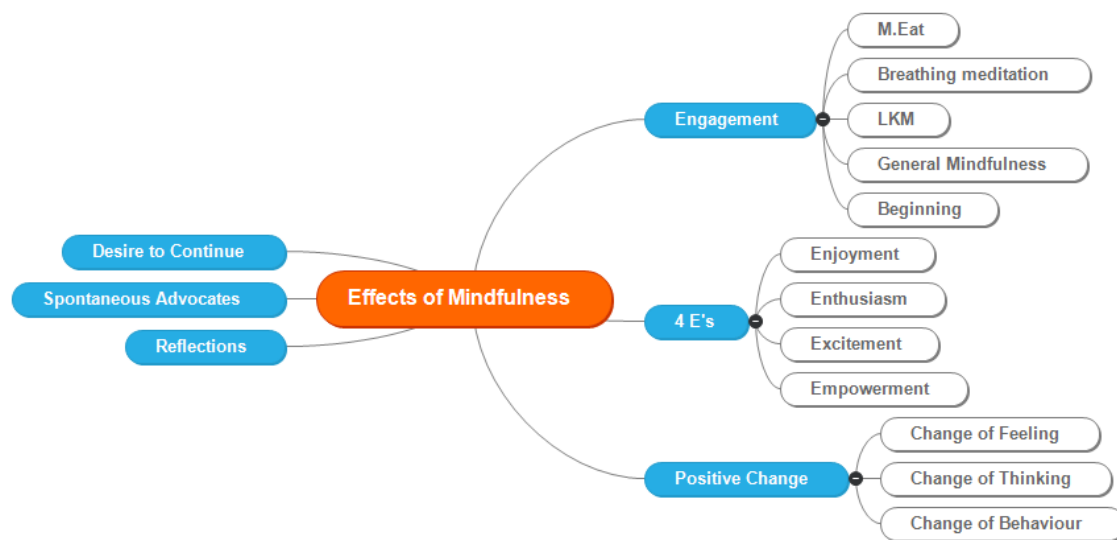 Effects of Mindfulness
Engagement
M.Eat
Breathing meditation
LKM
General Mindfulness
Beginning
4 E's
Enjoyment
Enthusiasm
Excitement
Empowerment
Positive Change
Change of Feeling
Change of Thinking
Change of Behaviour
Desire to Continue
Spontaneous Advocates
Reflections